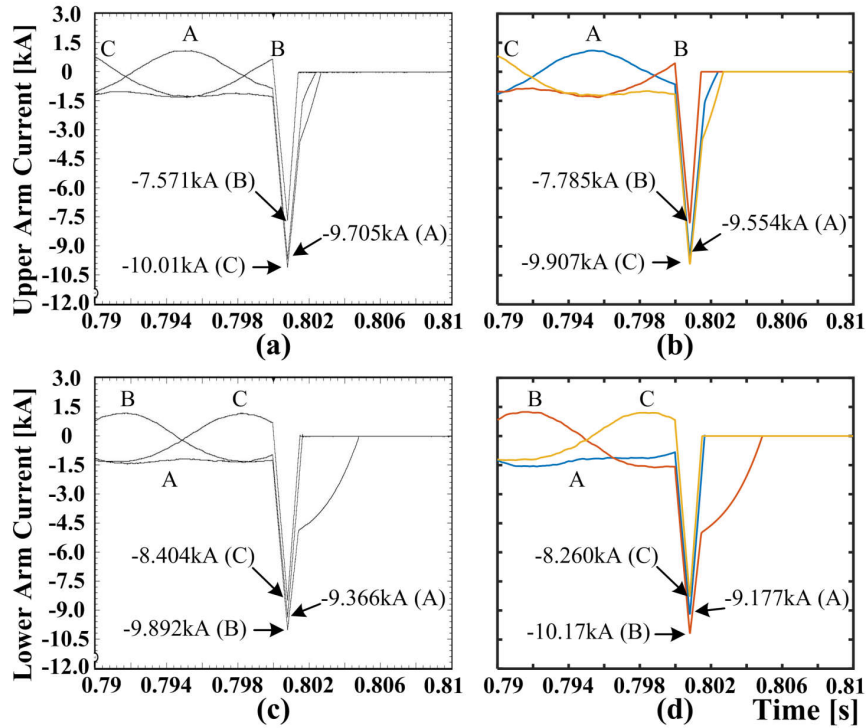 3.0
1.5
0
-1.5
-3.0
-4.5
-6.0
-7.5
-9.0
-10.5
-12.0
Upper Arm Current [kA]
C
A
B
-7.571kA (B)
-9.705kA (A)
-10.01kA (C)
0.79 0.794 0.798 0.802 0.806 0.81
(a)
C
A
B
-7.785kA (B)
-9.554kA (A)
-9.907kA (C)
0.79 0.794 0.798 0.802 0.806 0.81
(b)
3.0
1.5
0
-1.5
-3.0
-4.5
-6.0
-7.5
-9.0
-10.5
-12.0
Lower Arm Current [kA]
B
C
A
-8.404kA (C)
-9.366kA (A)
-9.892kA (B)
0.79 0.794 0.798 0.802 0.806 0.81
(c)
B
C
A
-8.260kA (C)
-9.177kA (A)
-10.17kA (B)
0.79 0.794 0.798 0.802 0.806 0.81
(d) Time [s]